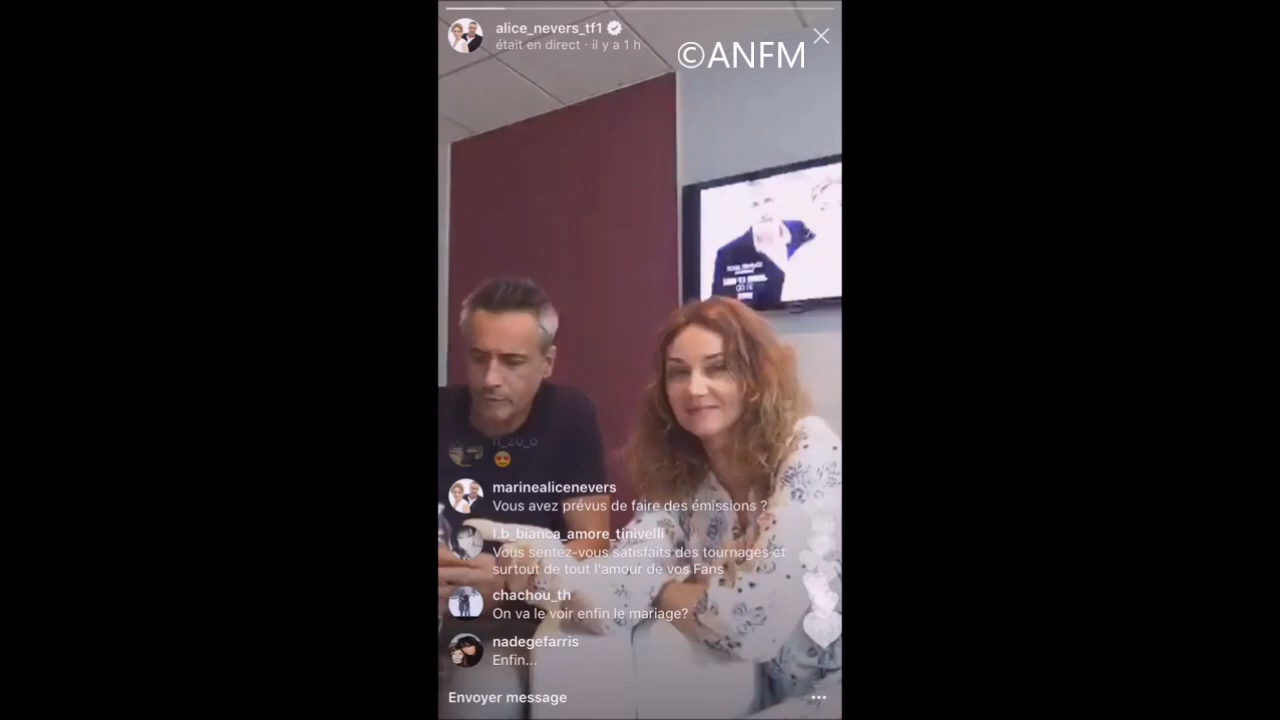 alice_nevers_tf1
était en direct · il y a 1 h
©ANFM
n_zu_o
😍
marinealicenevers
Vous avez prévus de faire des émissions ?
l.b_bianca_amore_tinivelli
Vous sentez-vous satisfaits des tournages et
surtout de tout l'amour de vos Fans
chachou_th
On va le voir enfin le mariage?
nadegefarris
Enfin...
Envoyer message